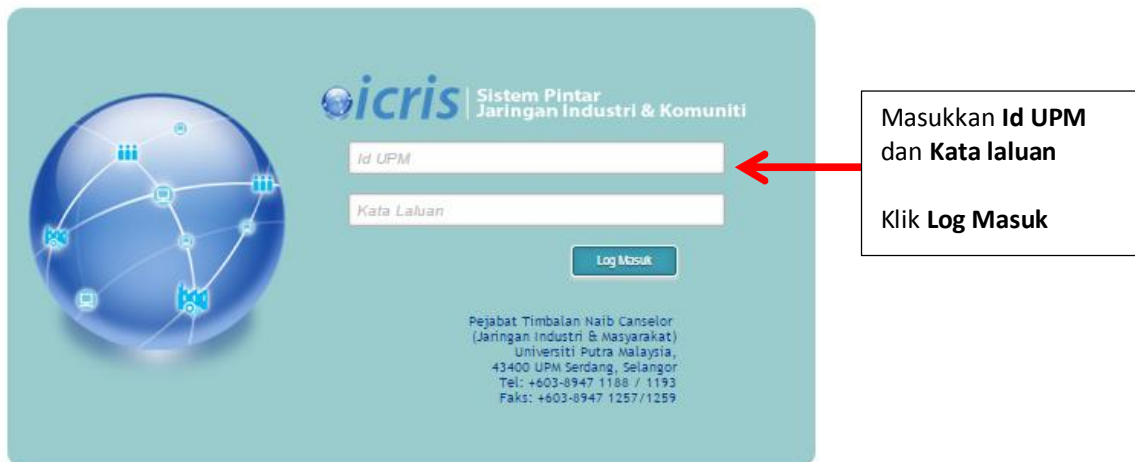 icris Sistem Pintar
Jaringan Industri & Komuniti
Id UPM
Kata Laluan
Log Masuk
Pejabat Timbalan Naib Canselor
(Jaringan Industri & Masyarakat)
Universiti Putra Malaysia,
43400 UPM Serdang, Selangor
Tel: +603-8947 1188 / 1193
Faks: +603-8947 1257/1259
Masukkan Id UPM
dan Kata laluan
Klik Log Masuk